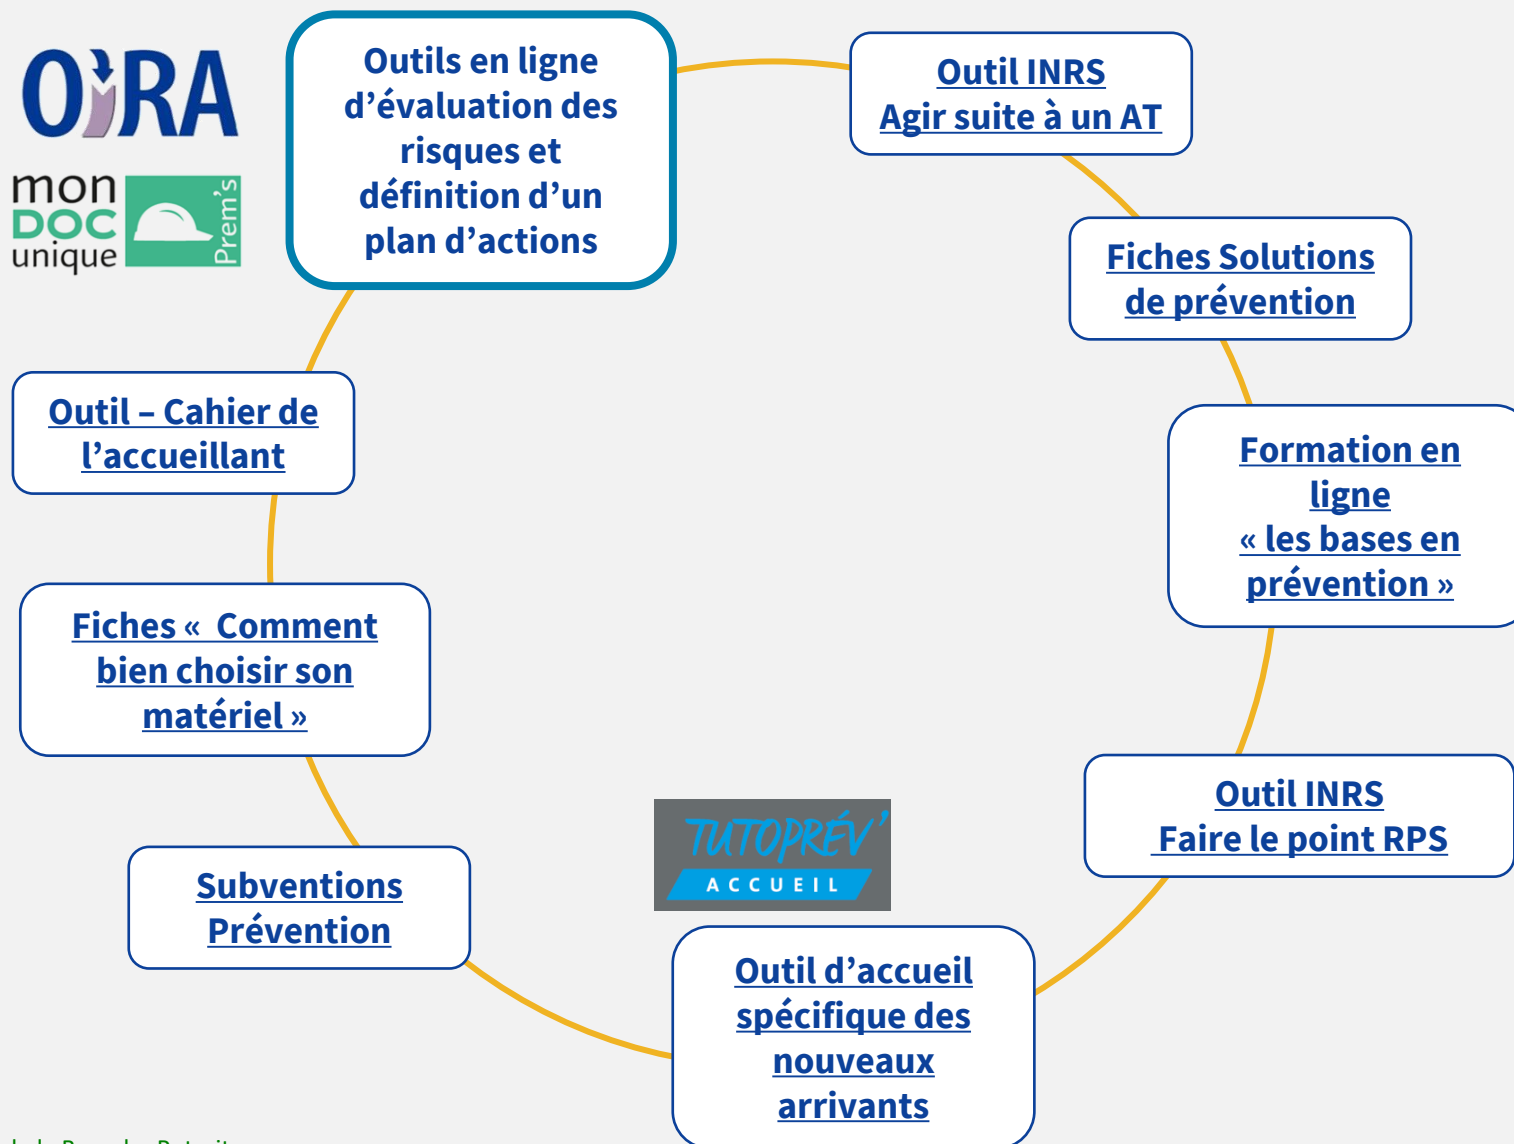 OiRA
mon
DOC
unique
Prem's
Outils en ligne
d'évaluation des
risques et
définition d'un
plan d'actions
Outil INRS
Agir suite à un AT
Fiches Solutions
de prévention
Formation en
ligne
« les bases en
prévention »
Outil INRS
Faire le point RPS
TUTOPRÉV'
ACCUEIL
Outil d'accueil
spécifique des
nouveaux
arrivants
Subventions
Prévention
Fiches « Comment
bien choisir son
matériel »
Outil – Cahier de
l'accueillant